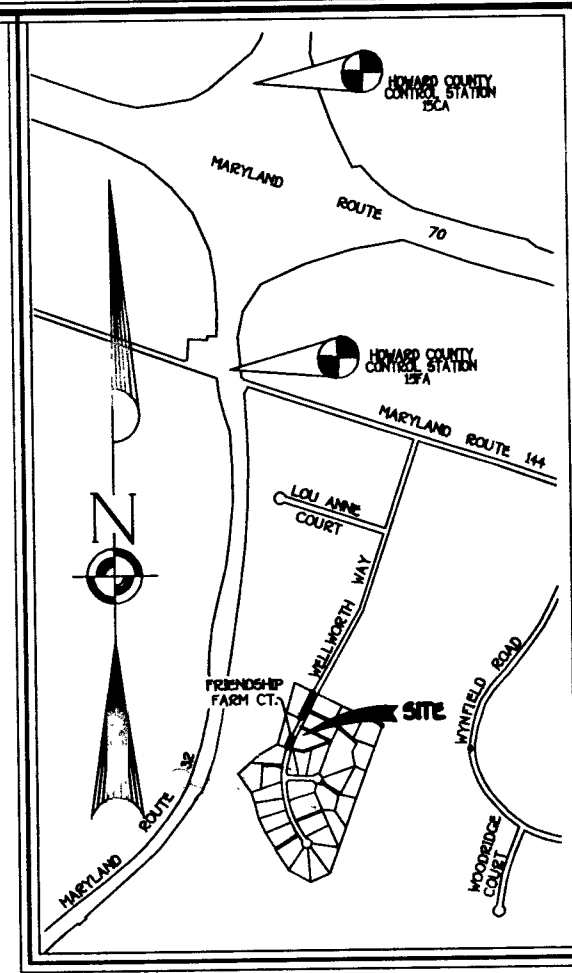 HOWARD COUNTY
CONTROL STATION
15CA
MARYLAND ROUTE 70
HOWARD COUNTY
CONTROL STATION
15FA
MARYLAND ROUTE 144
LOU ANNE
COURT
N
WELLWORTH WAY
WYNFIELD ROAD
FRIENDSHIP
FARM CT.
SITE
MARYLAND ROUTE 32
WOODRIDGE
COURT